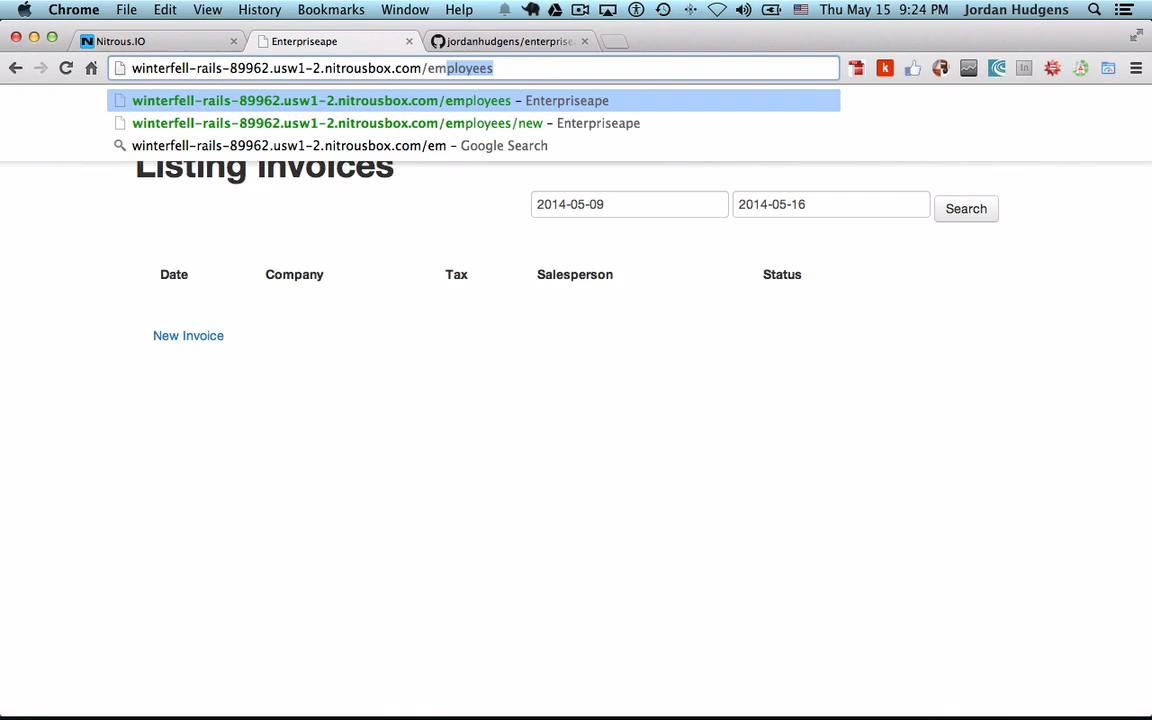 Chrome File Edit View History Bookmarks Window Help Thu May 15 9:24 PM Jordan Hudgens
Nitrous.IO Enterpriseape jordanhudgens/enterprise
winterfell-rails-89962.usw1-2.nitrousbox.com/employees
winterfell-rails-89962.usw1-2.nitrousbox.com/employees – Enterpriseape
winterfell-rails-89962.usw1-2.nitrousbox.com/employees/new – Enterpriseape
winterfell-rails-89962.usw1-2.nitrousbox.com/em – Google Search
Listing Invoices
2014-05-09 2014-05-16 Search
Date Company Tax Salesperson Status
New Invoice